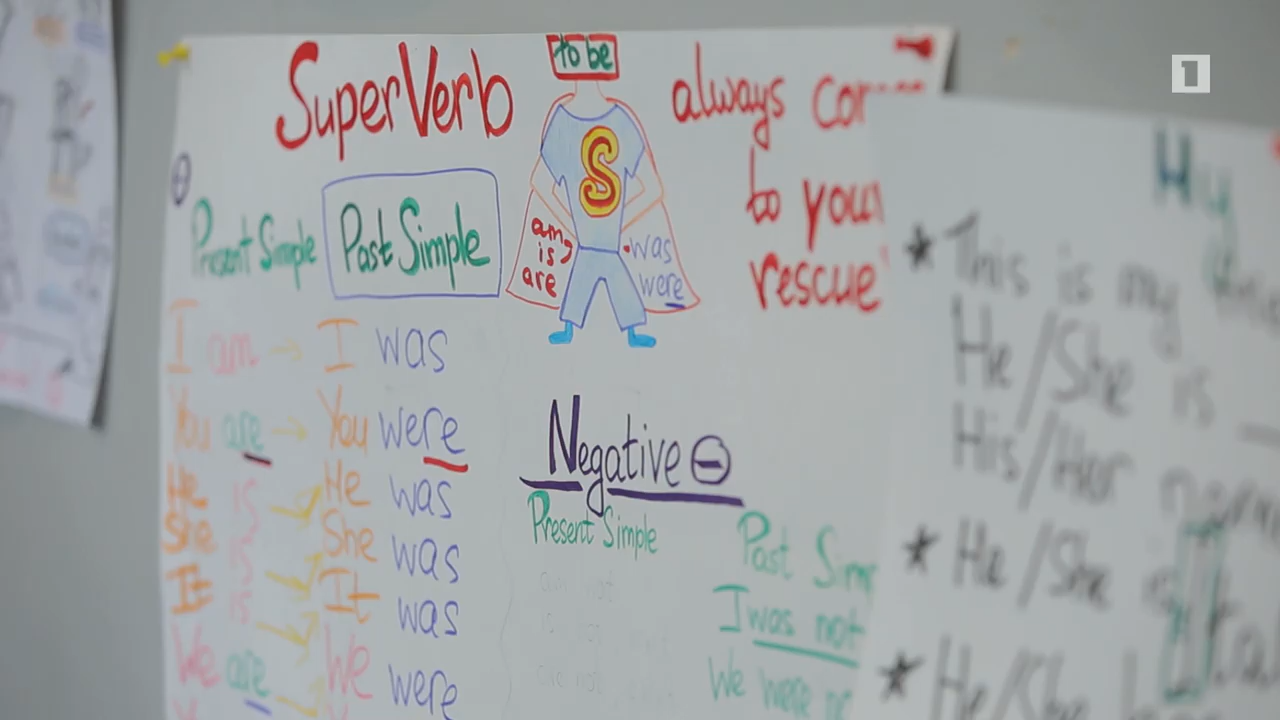 SuperVerb
to be
always
to your
rescue
S
am,
is
are
was
were
Present Simple
Past Simple
I am → I was
You are → You were
He is → He was
She is → She was
It is → It was
We are → We were
Negative ⊖
Present Simple
Past
I was not
We were
1
* This is my
He/She is
His/Her
* He/She is
* He/She